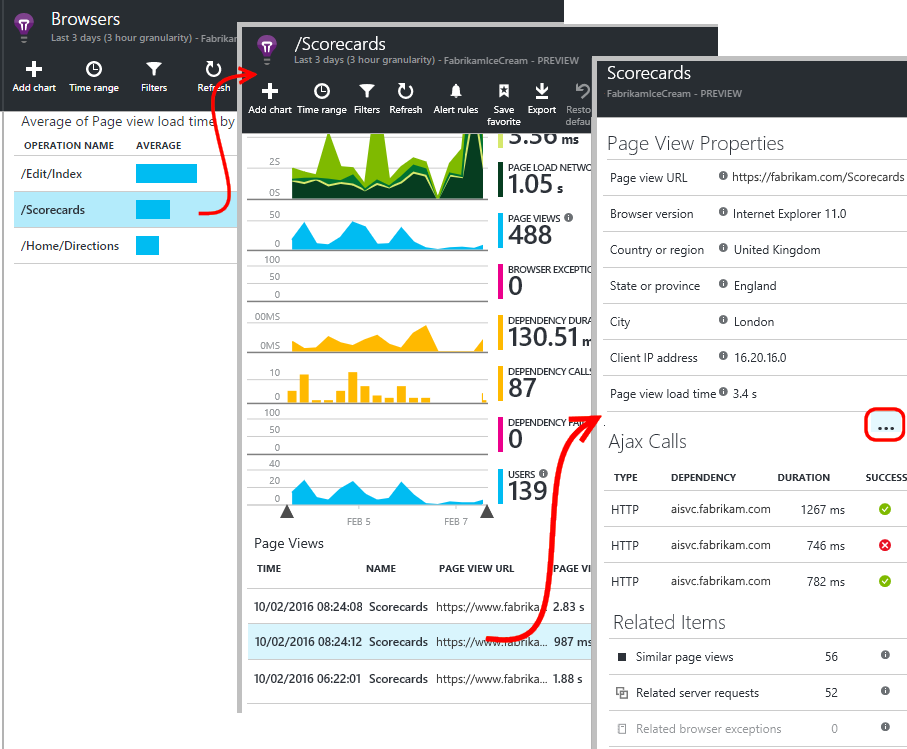 Browsers
Last 3 days (3 hour granularity) - Fabrikam
Add chart Time range Filters Refresh
Average of Page view load time by
OPERATION NAME AVERAGE
/Edit/Index
/Scorecards
/Home/Directions
/Scorecards
Last 3 days (3 hour granularity) - FabrikamIceCream - PREVIEW
Add chart Time range Filters Refresh Alert rules Save favorite Export
3.36 ms
2S
0S
PAGE LOAD NETWO
1.05 s
50
0
PAGE VIEWS
488
100
50
0
BROWSER EXCEPTIO
0
00MS
0MS
DEPENDENCY DURA
130.51 m
10
0
DEPENDENCY CALLS
87
100
50
0
DEPENDENCY
0
40
20
0
USERS
139
FEB 5 FEB 7
Page Views
TIME NAME PAGE VIEW URL PAGE VI
10/02/2016 08:24:08 Scorecards https://www.fabrika... 2.83 s
10/02/2016 08:24:12 Scorecards https://www.fabrika... 987 ms
10/02/2016 06:22:01 Scorecards https://www.fabrika... 1.88 s
Scorecards
FabrikamIceCream - PREVIEW
Page View Properties
Page view URL https://fabrikam.com/Scorecards
Browser version Internet Explorer 11.0
Country or region United Kingdom
State or province England
City London
Client IP address 16.20.16.0
Page view load time 3.4 s
...
Ajax Calls
TYPE DEPENDENCY DURATION SUCCESS
HTTP aisvc.fabrikam.com 1267 ms
HTTP aisvc.fabrikam.com 746 ms
HTTP aisvc.fabrikam.com 782 ms
Related Items
Similar page views 56
Related server requests 52
Related browser exceptions 0